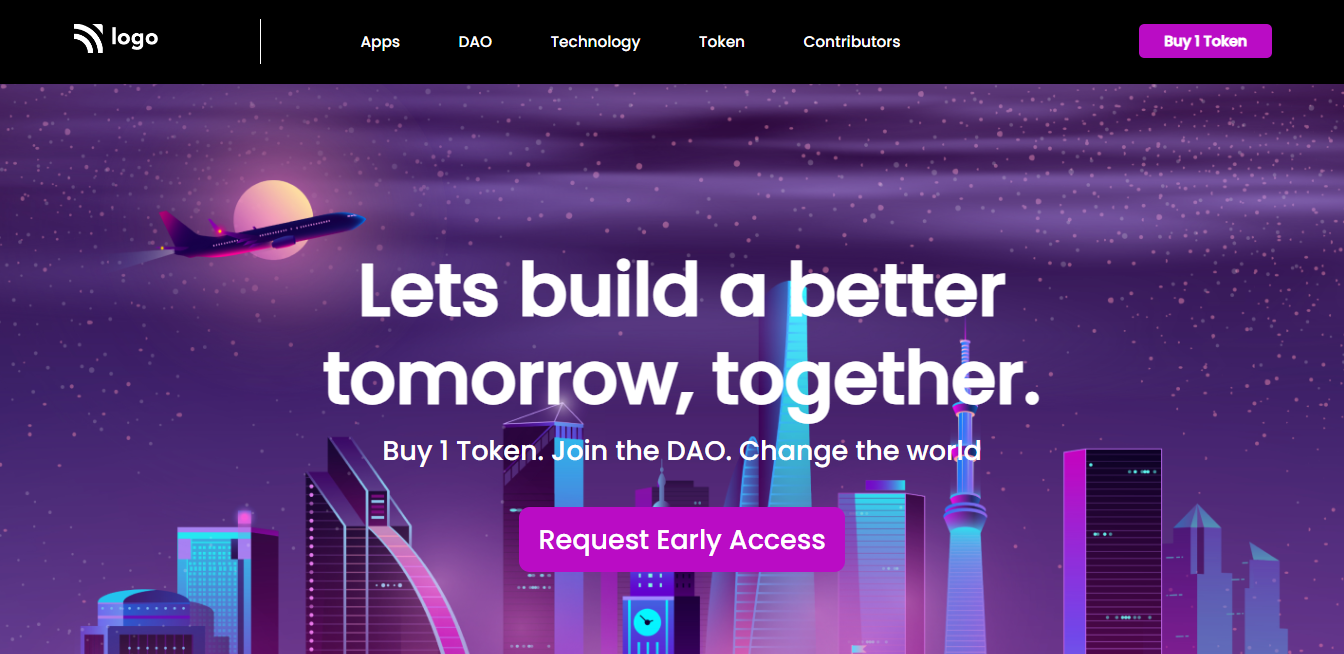 logo
Apps
DAO
Technology
Token
Contributors
Buy 1 Token
Lets build a better
tomorrow, together.
Buy 1 Token. Join the DAO. Change the world
Request Early Access